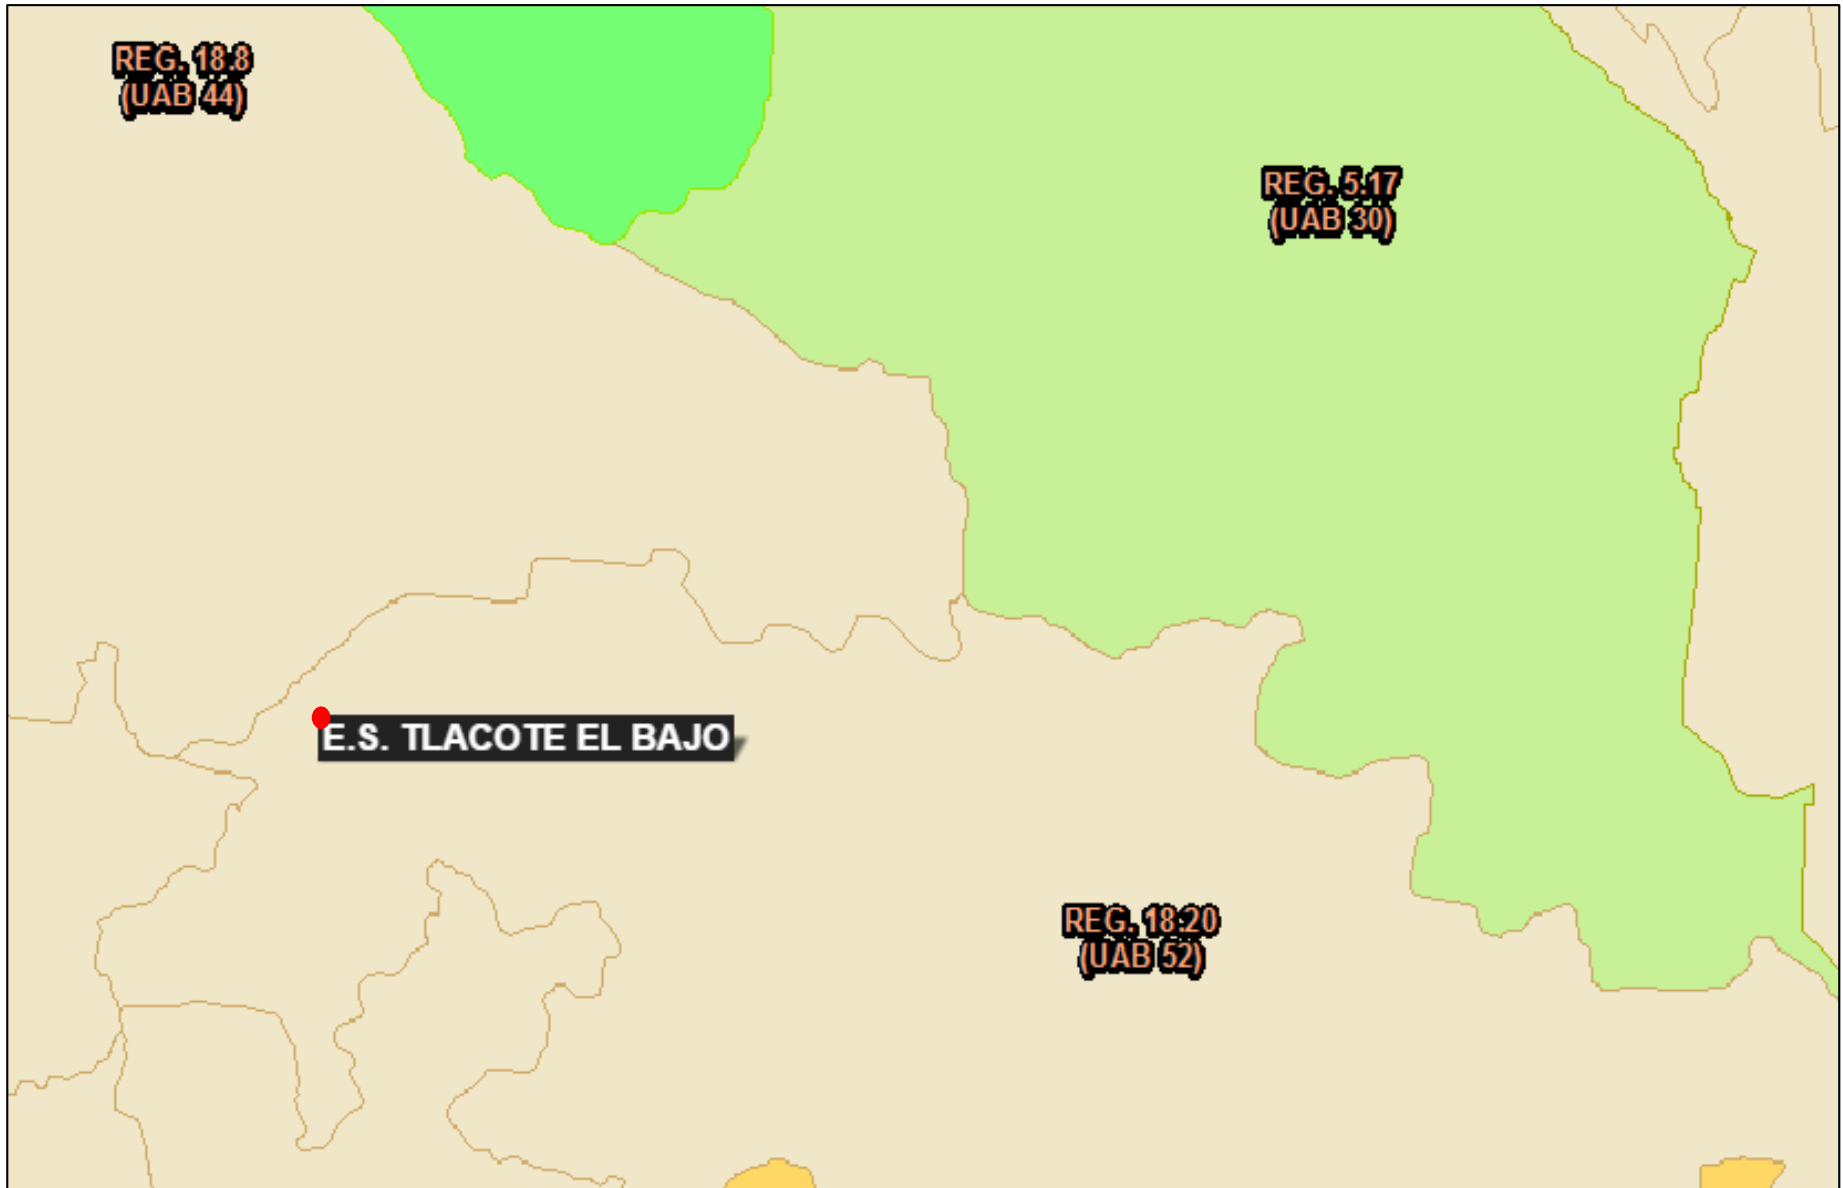 REG. 18.8
(UAB 44)
REG. 5.17
(UAB 30)
E.S. TLACOTE EL BAJO
REG. 18.20
(UAB 52)